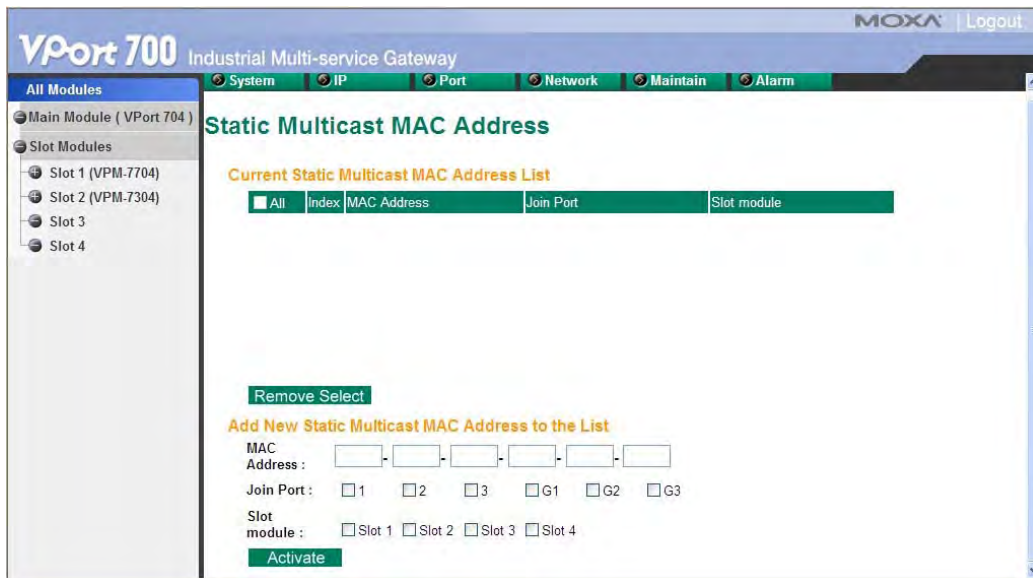 MOXA | Logout
VPort 700 Industrial Multi-service Gateway
System IP Port Network Maintain Alarm
All Modules
Main Module ( VPort 704 )
Slot Modules
Slot 1 (VPM-7704)
Slot 2 (VPM-7304)
Slot 3
Slot 4
Static Multicast MAC Address
Current Static Multicast MAC Address List
All Index MAC Address Join Port Slot module
Remove Select
Add New Static Multicast MAC Address to the List
MAC
Address :
- - - - -
Join Port : 1 2 3 G1 G2 G3
Slot
module :
Slot 1 Slot 2 Slot 3 Slot 4
Activate